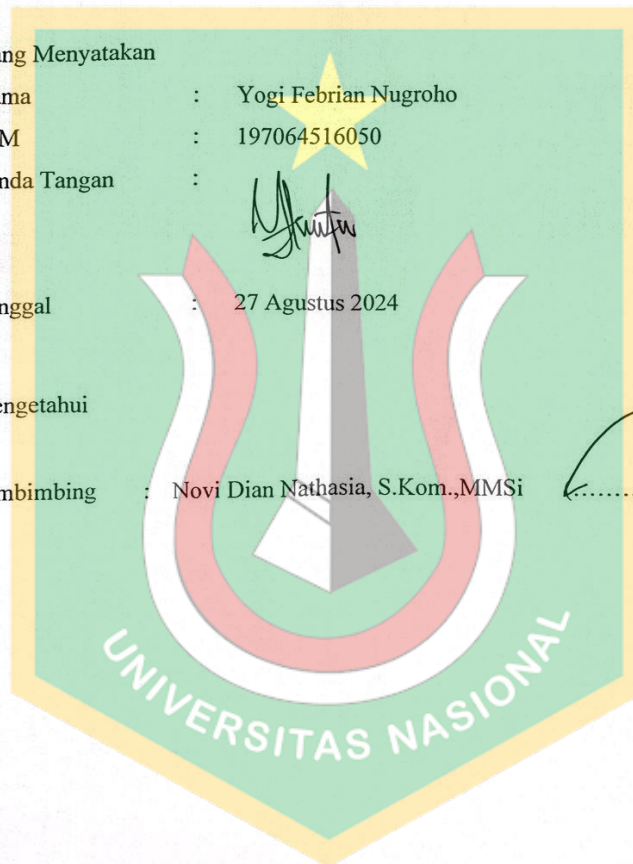 ang Menyatakan
ama : Yogi Febrian Nugroho
M : 197064516050
nda Tangan :
nggal : 27 Agustus 2024
engetahui
mbimbing : Novi Dian Nathasia, S.Kom.,MMSi ........
UNIVERSITAS NASIONAL